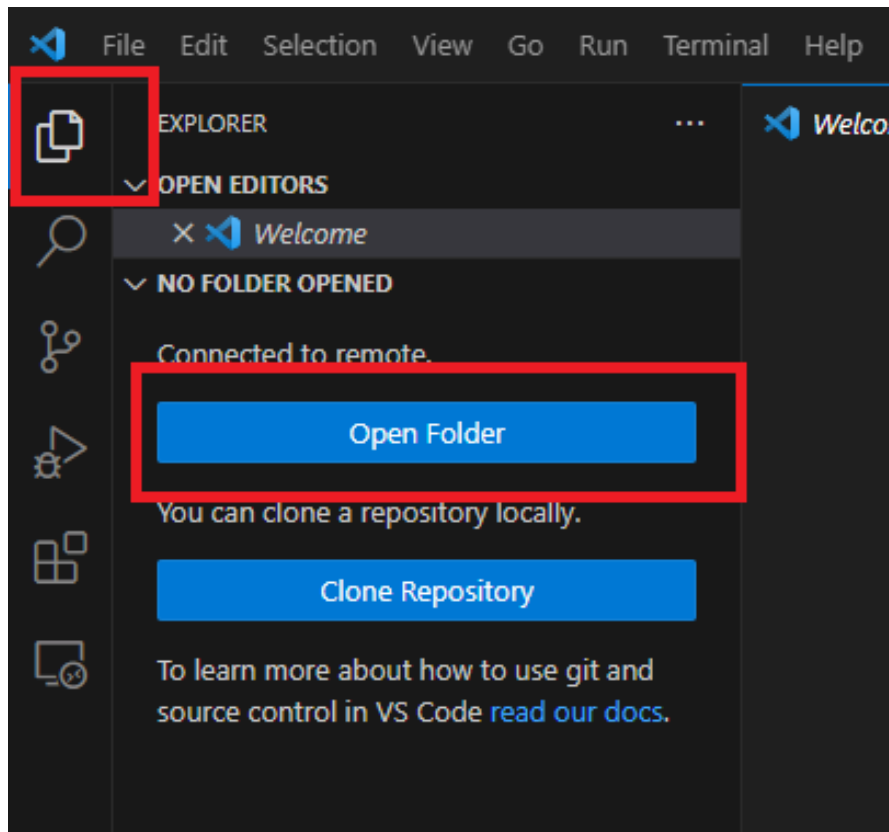 File Edit Selection View Go Run Terminal Help
EXPLORER
OPEN EDITORS
Welcome
NO FOLDER OPENED
Connected to remote.
Open Folder
You can clone a repository locally.
Clone Repository
To learn more about how to use git and
source control in VS Code read our docs.